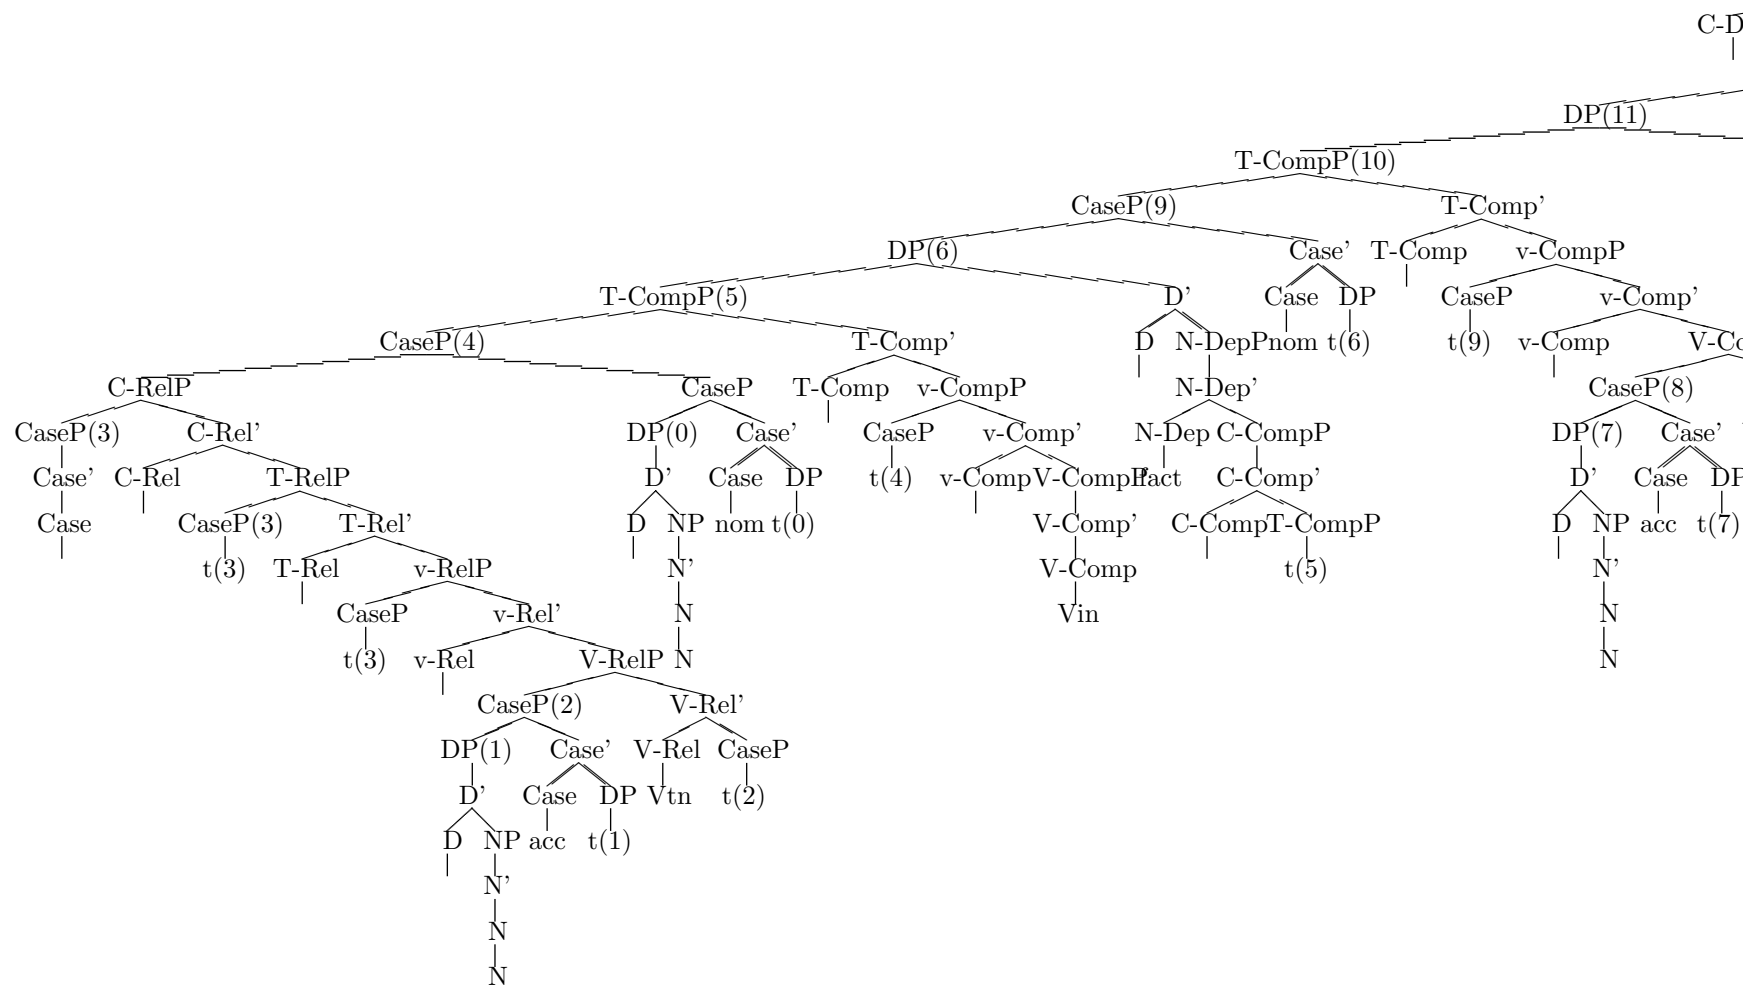 C-D
DP(11)
T-CompP(10)
CaseP(9) T-Comp'
DP(6) Case' T-Comp v-CompP
T-CompP(5) D' Case DP CaseP v-Comp'
CaseP(4) T-Comp' D N-DepP nom t(6) t(9) v-Comp V-Co
C-RelP CaseP T-Comp v-CompP N-Dep' CaseP(8)
CaseP(3) C-Rel' DP(0) Case' CaseP v-Comp' N-Dep C-CompP DP(7) Case'
Case' C-Rel T-RelP D' Case DP t(4) v-Comp V-CompP fact C-Comp' D' Case DP
Case CaseP(3) T-Rel' D NP nom t(0) V-Comp' C-Comp T-CompP D NP acc t(7)
t(3) T-Rel v-RelP N' V-Comp t(5) N'
CaseP v-Rel' N Vin N
t(3) v-Rel V-RelP N N
CaseP(2) V-Rel'
DP(1) Case' V-Rel CaseP
D' Case DP Vtn t(2)
D NP acc t(1)
N'
N
N